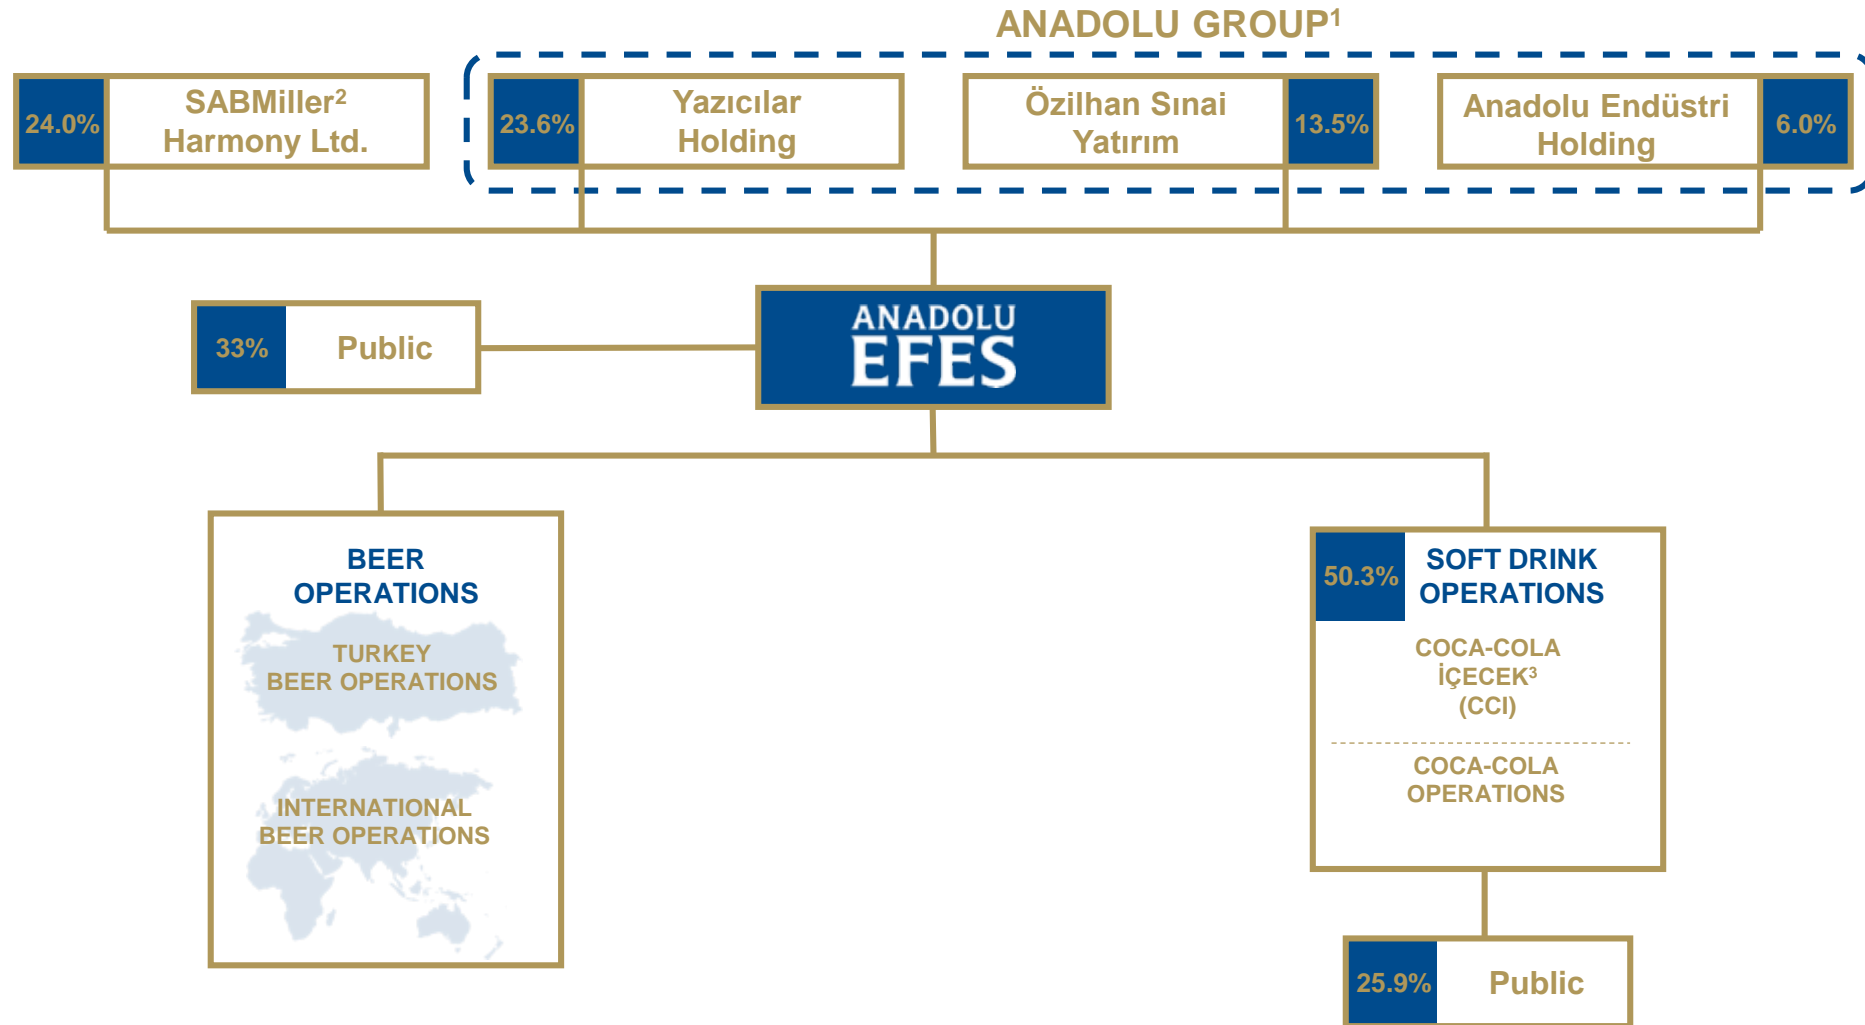 ANADOLU GROUP¹
24.0%
SABMiller²
Harmony Ltd.
23.6%
Yazıcılar
Holding
Özilhan Sınai
Yatırım
13.5%
Anadolu Endüstri
Holding
6.0%
33%
Public
ANADOLU
EFES
BEER
OPERATIONS
TURKEY
BEER OPERATIONS
INTERNATIONAL
BEER OPERATIONS
50.3%
SOFT DRINK
OPERATIONS
COCA-COLA
İÇECEK³
(CCI)
COCA-COLA
OPERATIONS
25.9%
Public